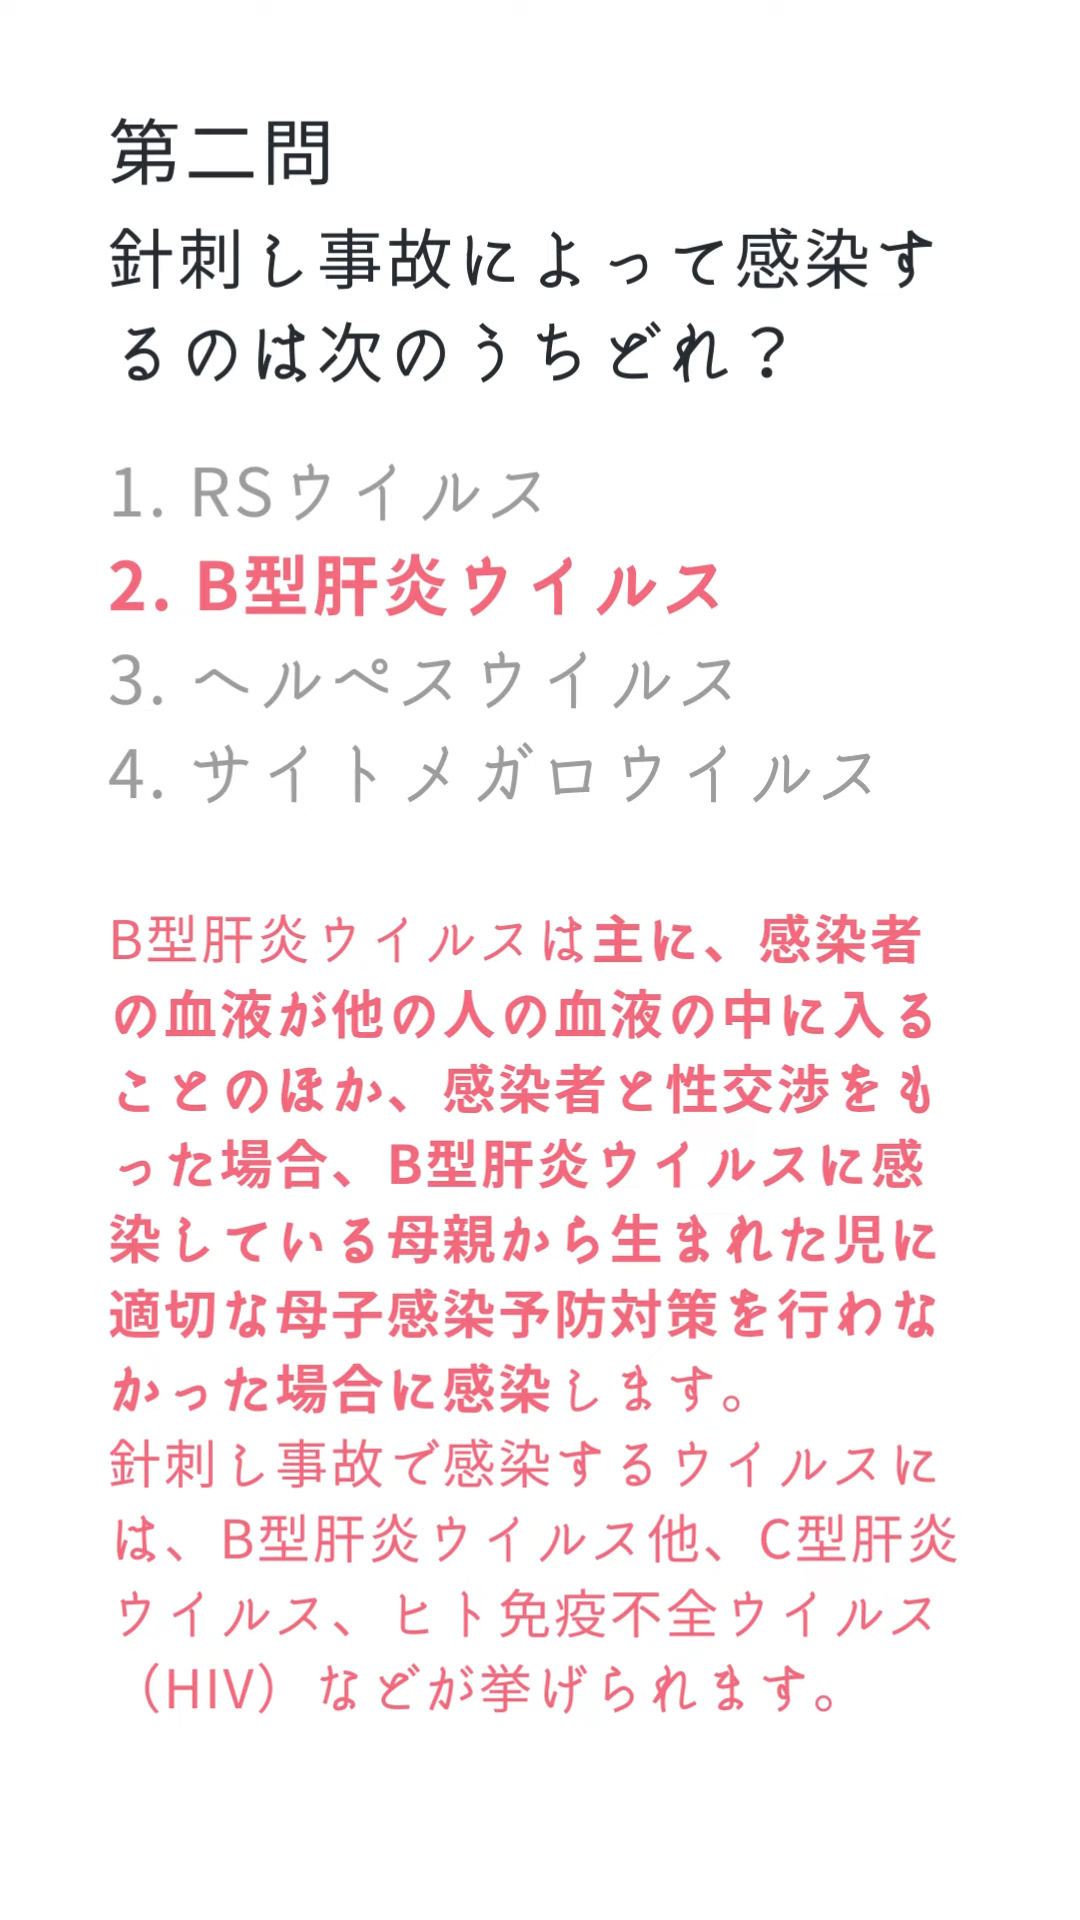 第二問
針刺し事故によって感染す
るのは次のうちどれ？
1. RSウイルス
2. B型肝炎ウイルス
3. ヘルペスウイルス
4. サイトメガロウイルス
B型肝炎ウイルスは主に、感染者
の血液が他の人の血液の中に入る
ことのほか、感染者と性交渉をも
った場合、B型肝炎ウイルスに感
染している母親から生まれた児に
適切な母子感染予防対策を行わな
かった場合に感染します。
針刺し事故で感染するウイルスに
は、B型肝炎ウイルス他、C型肝炎
ウイルス、ヒト免疫不全ウイルス
（HIV）などが挙げられます。